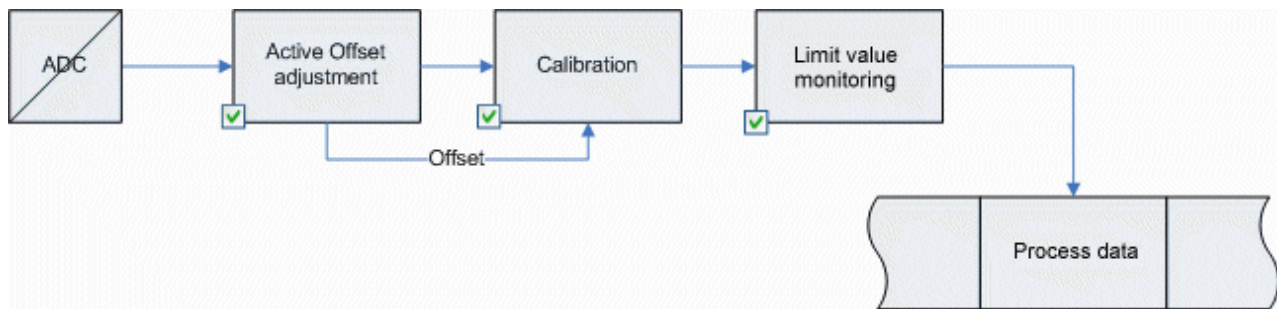 ADC
Active Offset
adjustment
Calibration
Limit value
monitoring
Offset
Process data